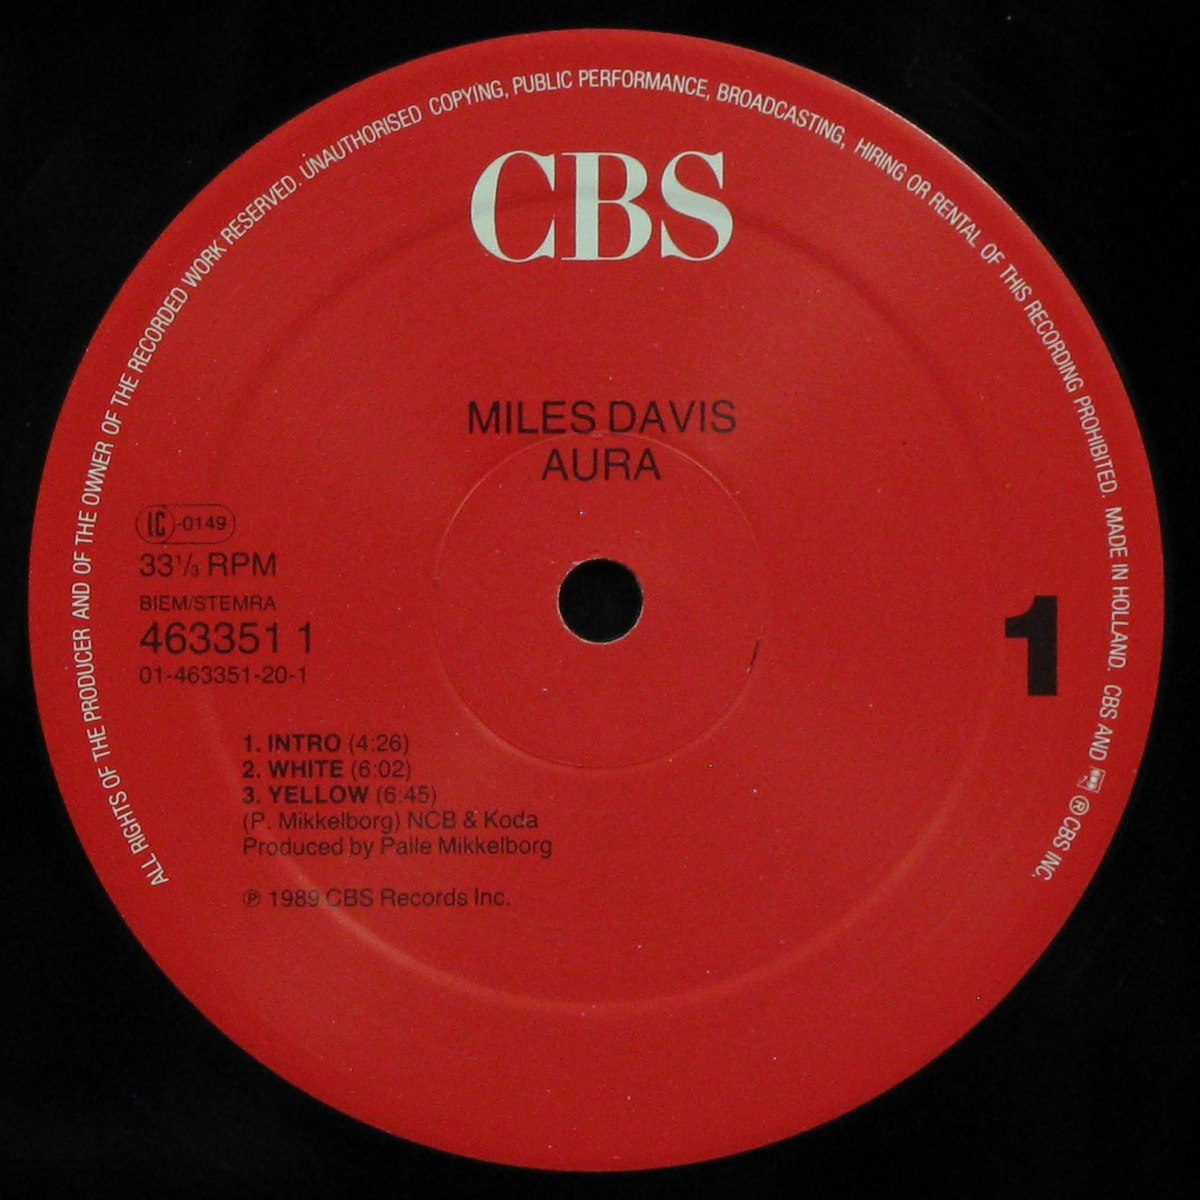 ALL RIGHTS OF THE PRODUCER AND OF THE OWNER OF THE RECORDED WORK RESERVED. UNAUTHORISED COPYING, PUBLIC PERFORMANCE, BROADCASTING, HIRING OR RENTAL OF THIS RECORDING PROHIBITED. MADE IN HOLLAND. CBS AND ® CBS INC.
CBS
MILES DAVIS
AURA
LC-0149
33 1/3 RPM
BIEM/STEMRA
463351 1
01-463351-20-1
1
1. INTRO (4:26)
2. WHITE (6:02)
3. YELLOW (6:45)
(P. Mikkelborg) NCB & Koda
Produced by Palle Mikkelborg
℗ 1989 CBS Records Inc.